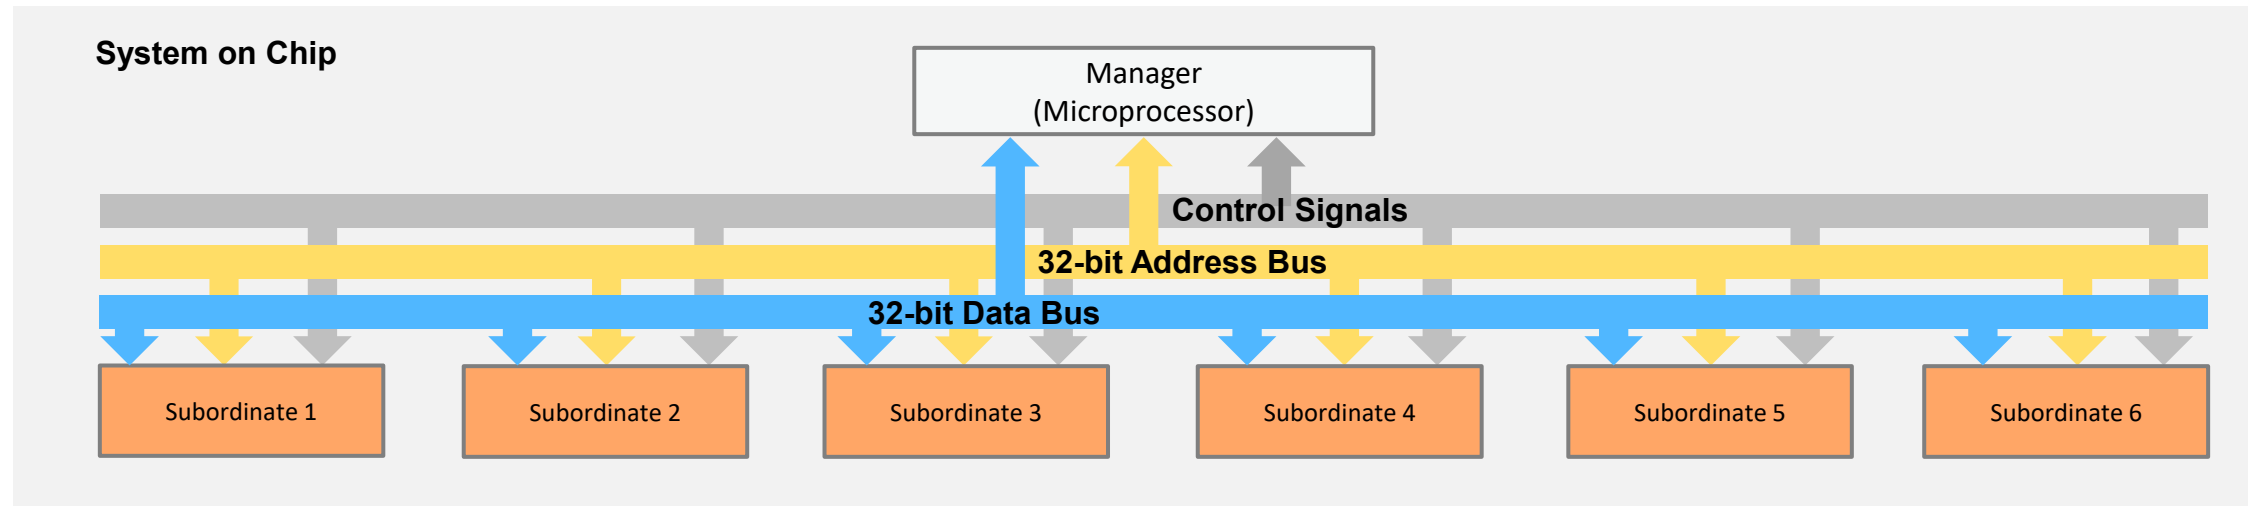 System on Chip
Manager
(Microprocessor)
Control Signals
32-bit Address Bus
32-bit Data Bus
Subordinate 1
Subordinate 2
Subordinate 3
Subordinate 4
Subordinate 5
Subordinate 6